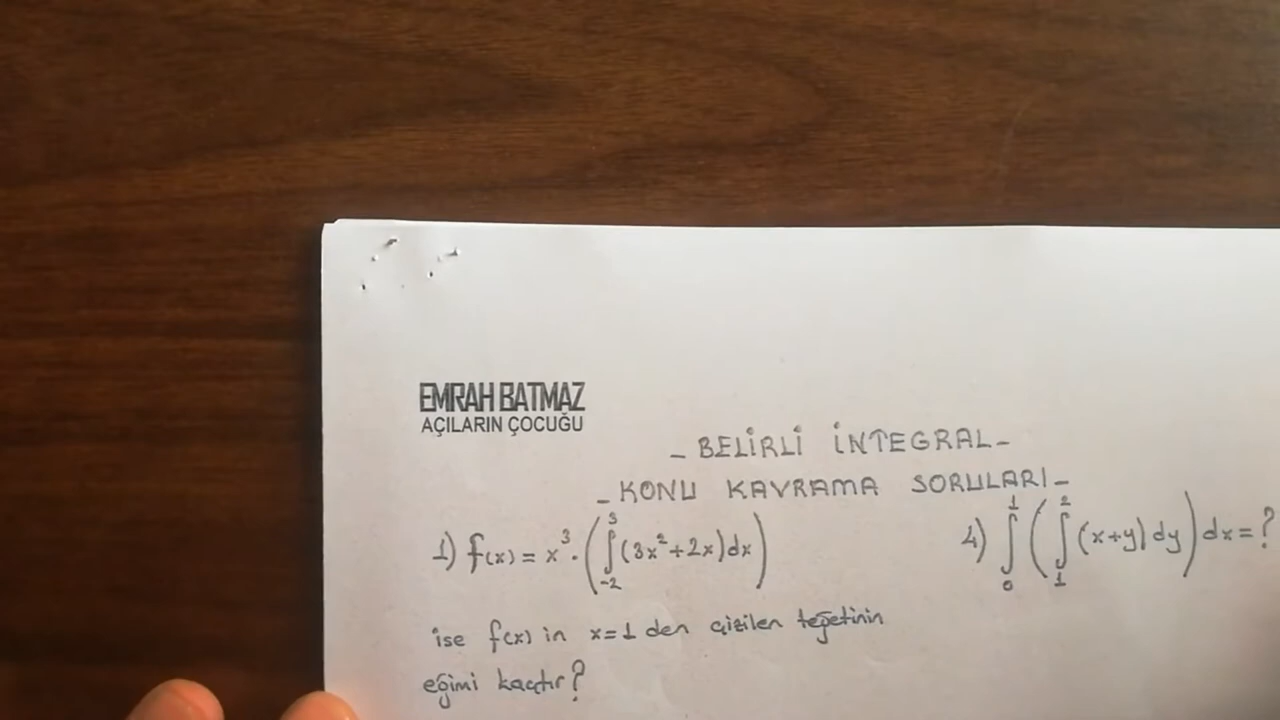 EMRAH BATMAZ
AÇILARIN ÇOCUĞU
- BELİRLİ İNTEGRAL -
- KONU KAVRAMA SORULARI -
1) f(x) = x³ · (∫₋₂³ (3x² + 2x) dx)
ise f(x) in x=1 den çizilen teğetinin
eğimi kaçtır?
4) ∫₀¹ (∫₁² (x+y) dy) dx = ?